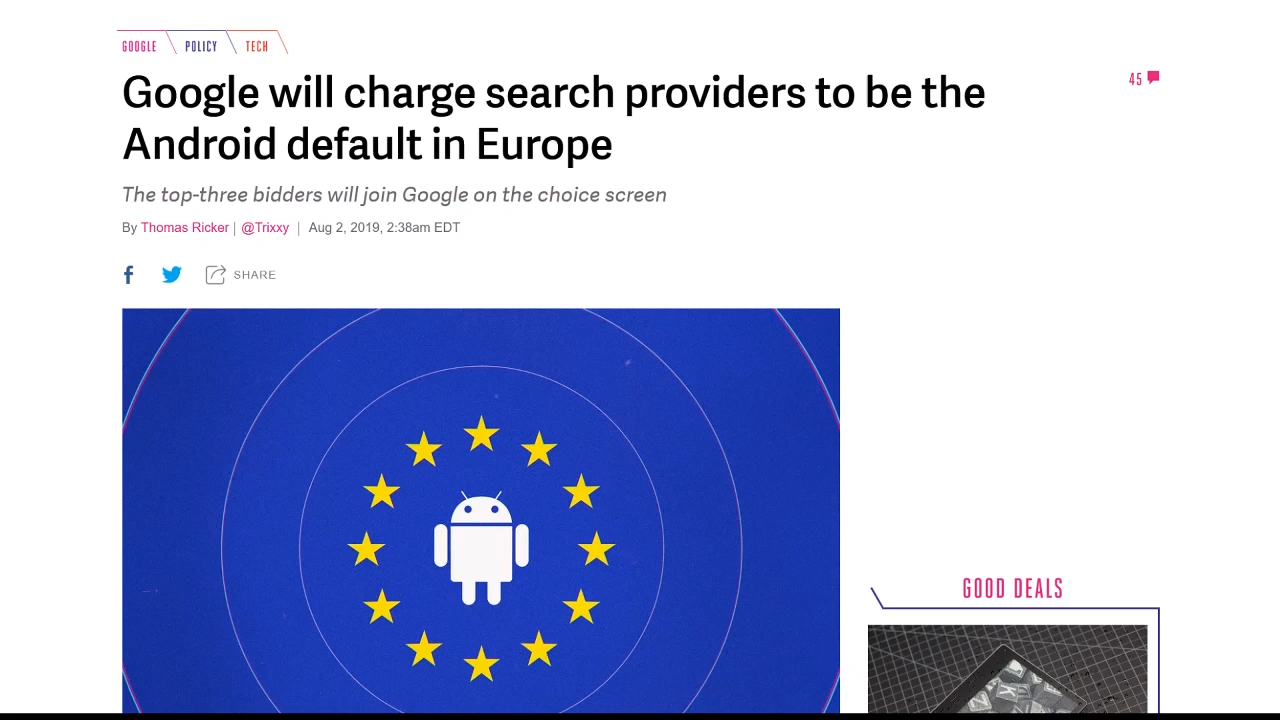 GOOGLE POLICY TECH
Google will charge search providers to be the
Android default in Europe
45
The top-three bidders will join Google on the choice screen
By Thomas Ricker | @Trixxy | Aug 2, 2019, 2:38am EDT
SHARE
GOOD DEALS
K